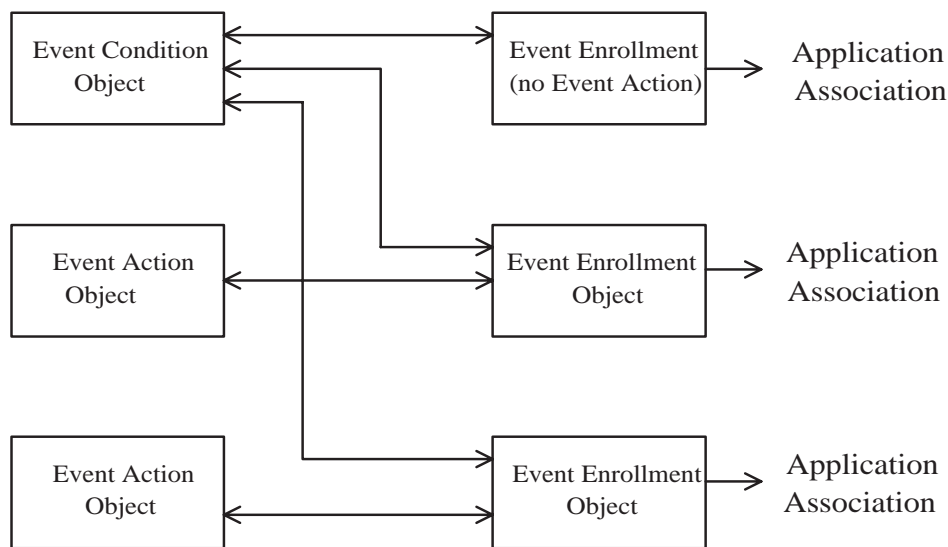 Event Condition
Object
Event Enrollment
(no Event Action)
Application
Association
Event Action
Object
Event Enrollment
Object
Application
Association
Event Action
Object
Event Enrollment
Object
Application
Association